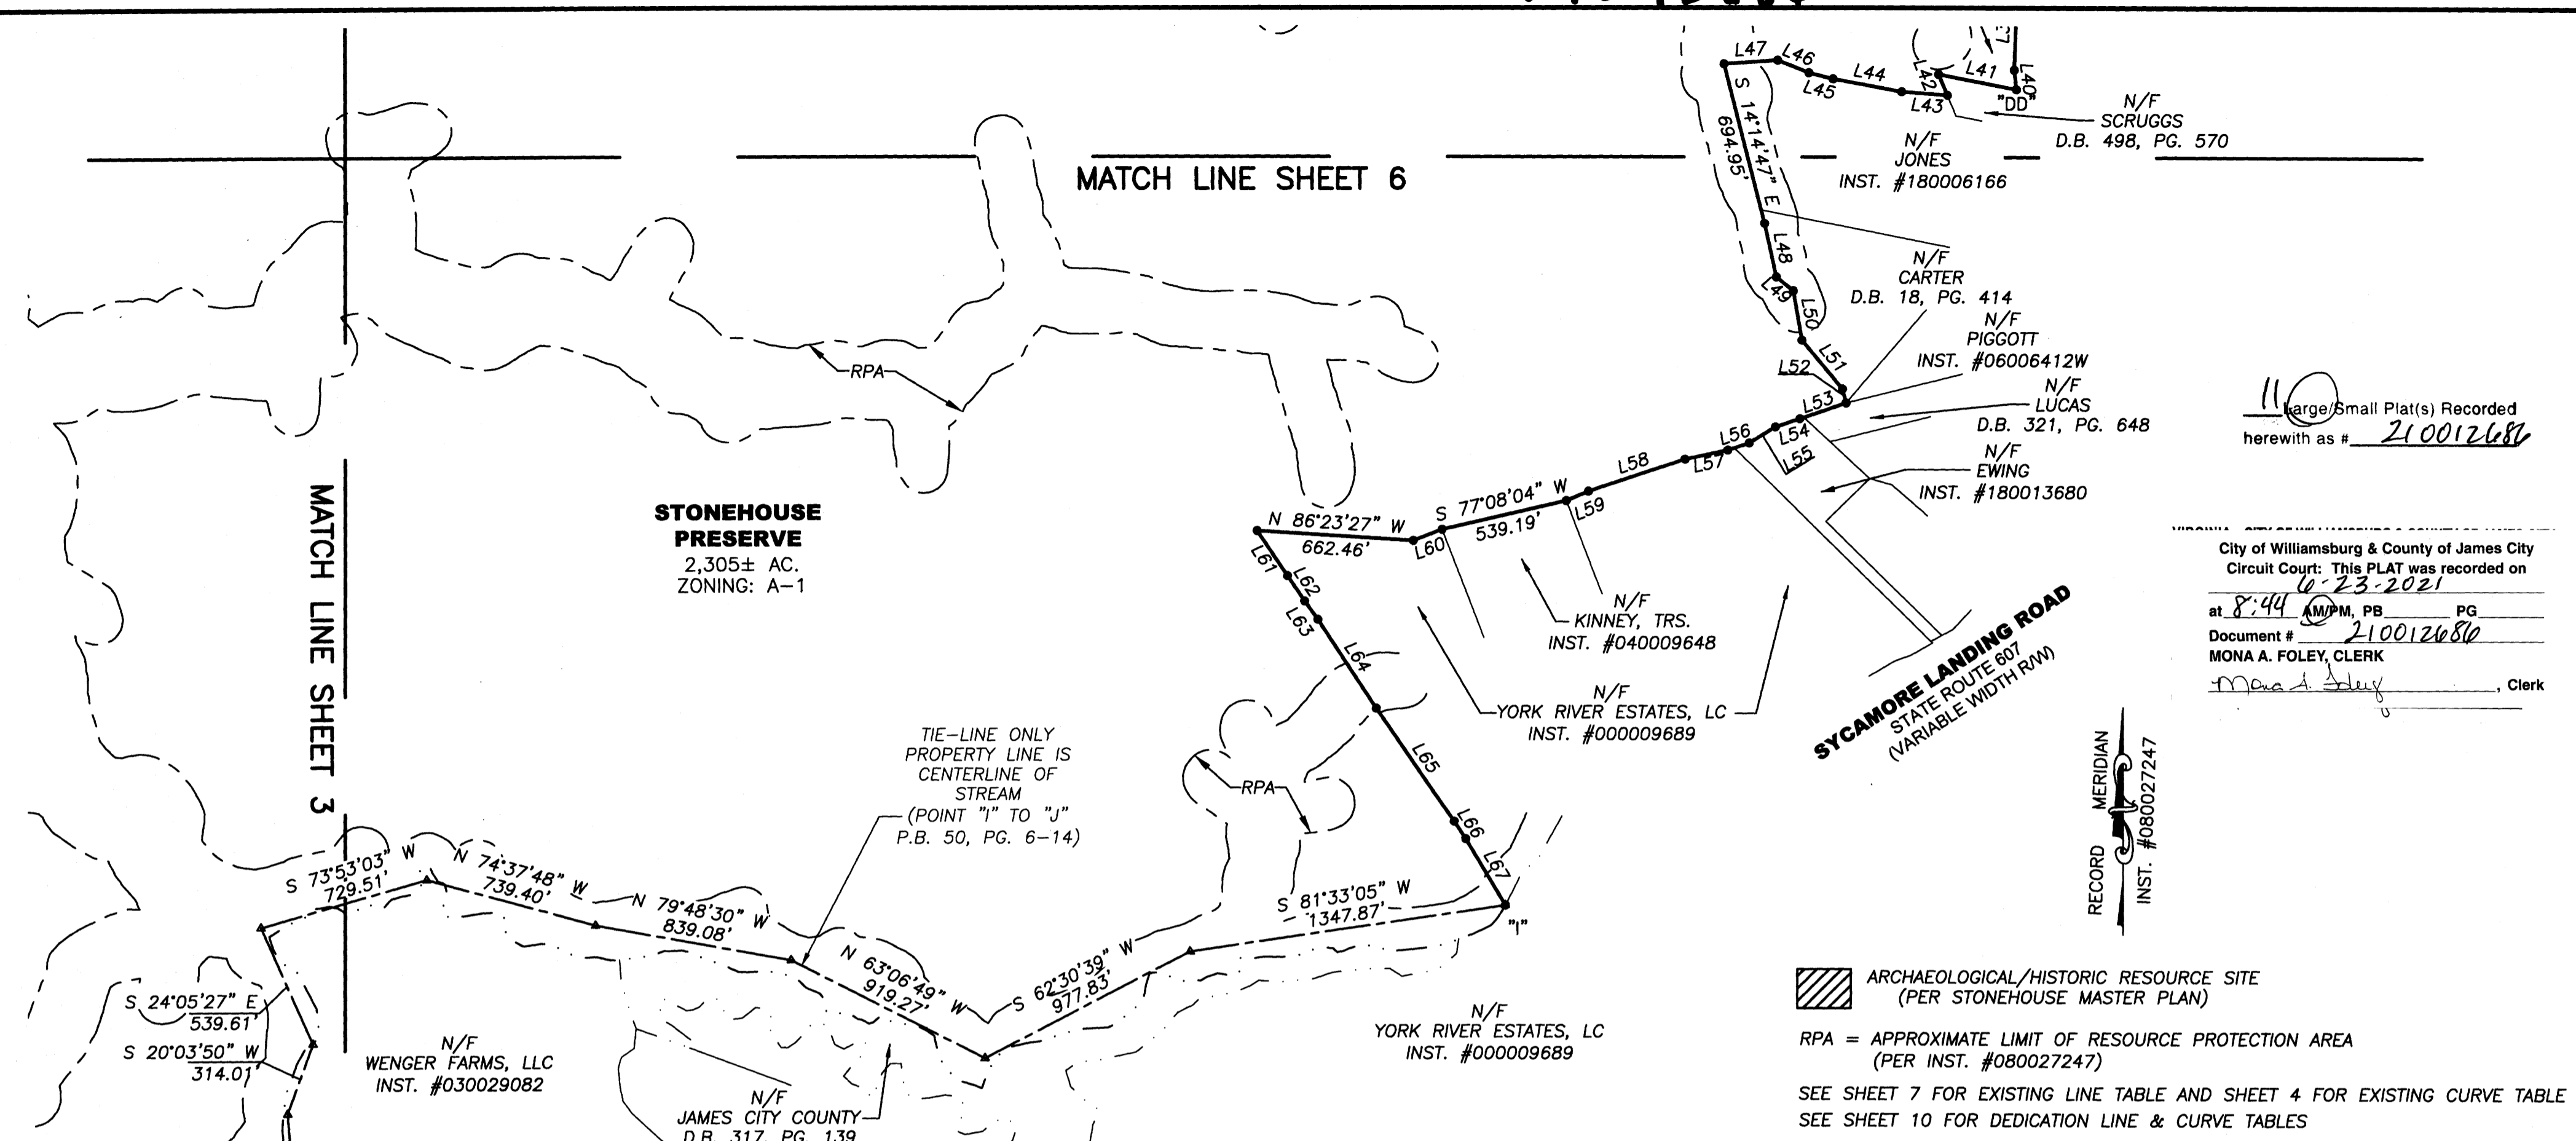 L47
L46
L45
L44
L43
L42
L41
L40
"DD"
S 14°14'47" E
694.95'
N/F
SCRUGGS
D.B. 498, PG. 570
N/F
JONES
INST. #180006166
MATCH LINE SHEET 6
L48
L49
L50
L51
L52
L53
L54
L55
L56
L57
L58
L59
L60
N/F
CARTER
D.B. 18, PG. 414
N/F
PIGGOTT
INST. #06006412W
N/F
LUCAS
D.B. 321, PG. 648
N/F
EWING
INST. #180013680
RPA
11 Large/Small Plat(s) Recorded
herewith as # 210012686
MATCH LINE SHEET 3
STONEHOUSE
PRESERVE
2,305± AC.
ZONING: A-1
N 86°23'27" W
662.46'
S 77°08'04" W
539.19'
L61
L62
L63
L64
L65
L66
L67
N/F
KINNEY, TRS.
INST. #040009648
N/F
YORK RIVER ESTATES, LC
INST. #000009689
SYCAMORE LANDING ROAD
STATE ROUTE 607
(VARIABLE WIDTH R/W)
City of Williamsburg & County of James City
Circuit Court: This PLAT was recorded on
6-23-2021
at 8:44 AM/PM, PB PG
Document # 210012686
MONA A. FOLEY, CLERK
Mona A. Foley, Clerk
RECORD MERIDIAN
INST. #080027247
TIE-LINE ONLY
PROPERTY LINE IS
CENTERLINE OF
STREAM
(POINT "I" TO "J"
P.B. 50, PG. 6-14)
RPA
S 73°53'03" W
729.51'
N 74°37'48" W
739.40'
N 79°48'30" W
839.08'
N 63°06'49" W
919.27'
S 62°30'39" W
977.83'
S 81°33'05" W
1347.87'
"I"
S 24°05'27" E
539.61'
S 20°03'50" W
314.01'
N/F
WENGER FARMS, LLC
INST. #030029082
N/F
JAMES CITY COUNTY
D.B. 317, PG. 139
N/F
YORK RIVER ESTATES, LC
INST. #000009689
ARCHAEOLOGICAL/HISTORIC RESOURCE SITE
(PER STONEHOUSE MASTER PLAN)
RPA = APPROXIMATE LIMIT OF RESOURCE PROTECTION AREA
(PER INST. #080027247)
SEE SHEET 7 FOR EXISTING LINE TABLE AND SHEET 4 FOR EXISTING CURVE TABLE
SEE SHEET 10 FOR DEDICATION LINE & CURVE TABLES